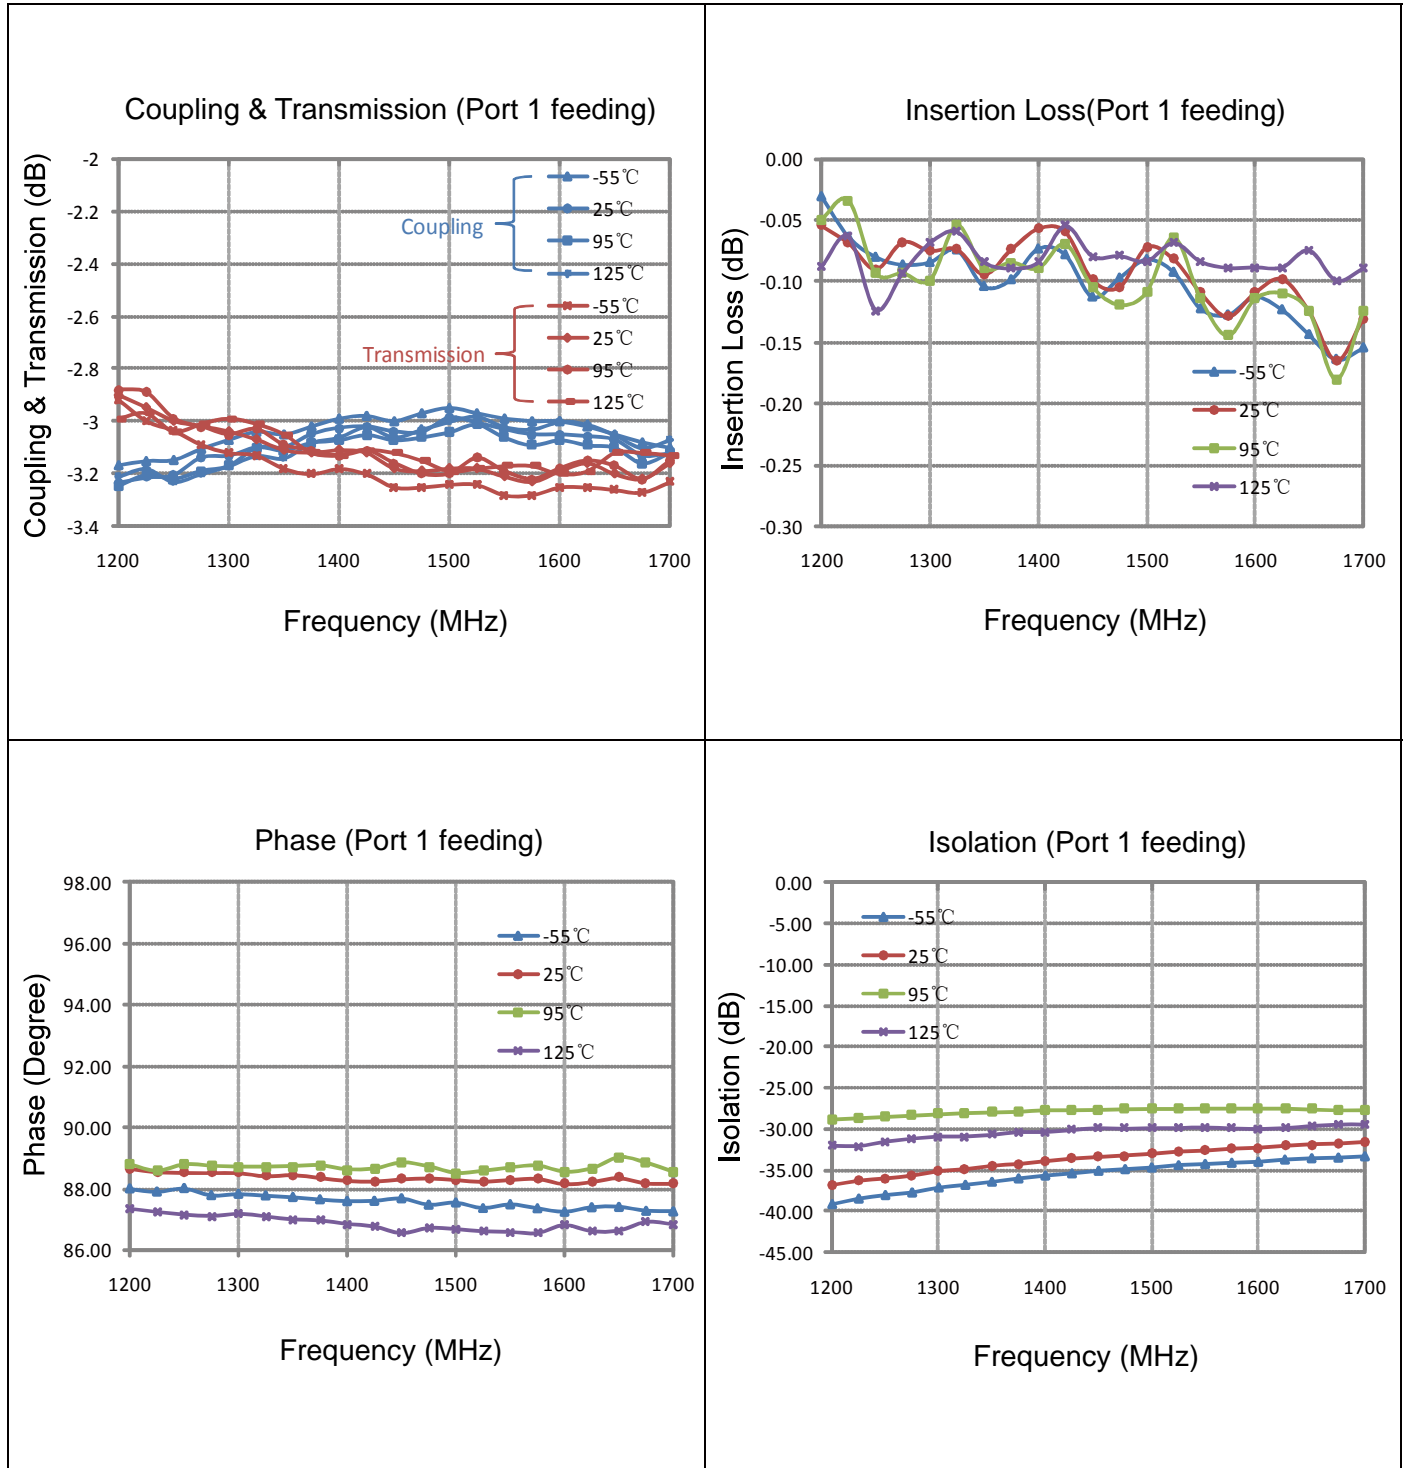 Coupling & Transmission (Port 1 feeding)
Coupling & Transmission (dB)
-2
-2.2
-2.4
-2.6
-2.8
-3
-3.2
-3.4
1200 1300 1400 1500 1600 1700
Coupling
-55℃
25℃
95℃
125℃
Transmission
-55℃
25℃
95℃
125℃
Frequency (MHz)
Insertion Loss(Port 1 feeding)
Insertion Loss (dB)
0.00
-0.05
-0.10
-0.15
-0.20
-0.25
-0.30
1200 1300 1400 1500 1600 1700
-55℃
25℃
95℃
125℃
Frequency (MHz)
Phase (Port 1 feeding)
Phase (Degree)
98.00
96.00
94.00
92.00
90.00
88.00
86.00
1200 1300 1400 1500 1600 1700
-55℃
25℃
95℃
125℃
Frequency (MHz)
Isolation (Port 1 feeding)
Isolation (dB)
0.00
-5.00
-10.00
-15.00
-20.00
-25.00
-30.00
-35.00
-40.00
-45.00
1200 1300 1400 1500 1600 1700
-55℃
25℃
95℃
125℃
Frequency (MHz)